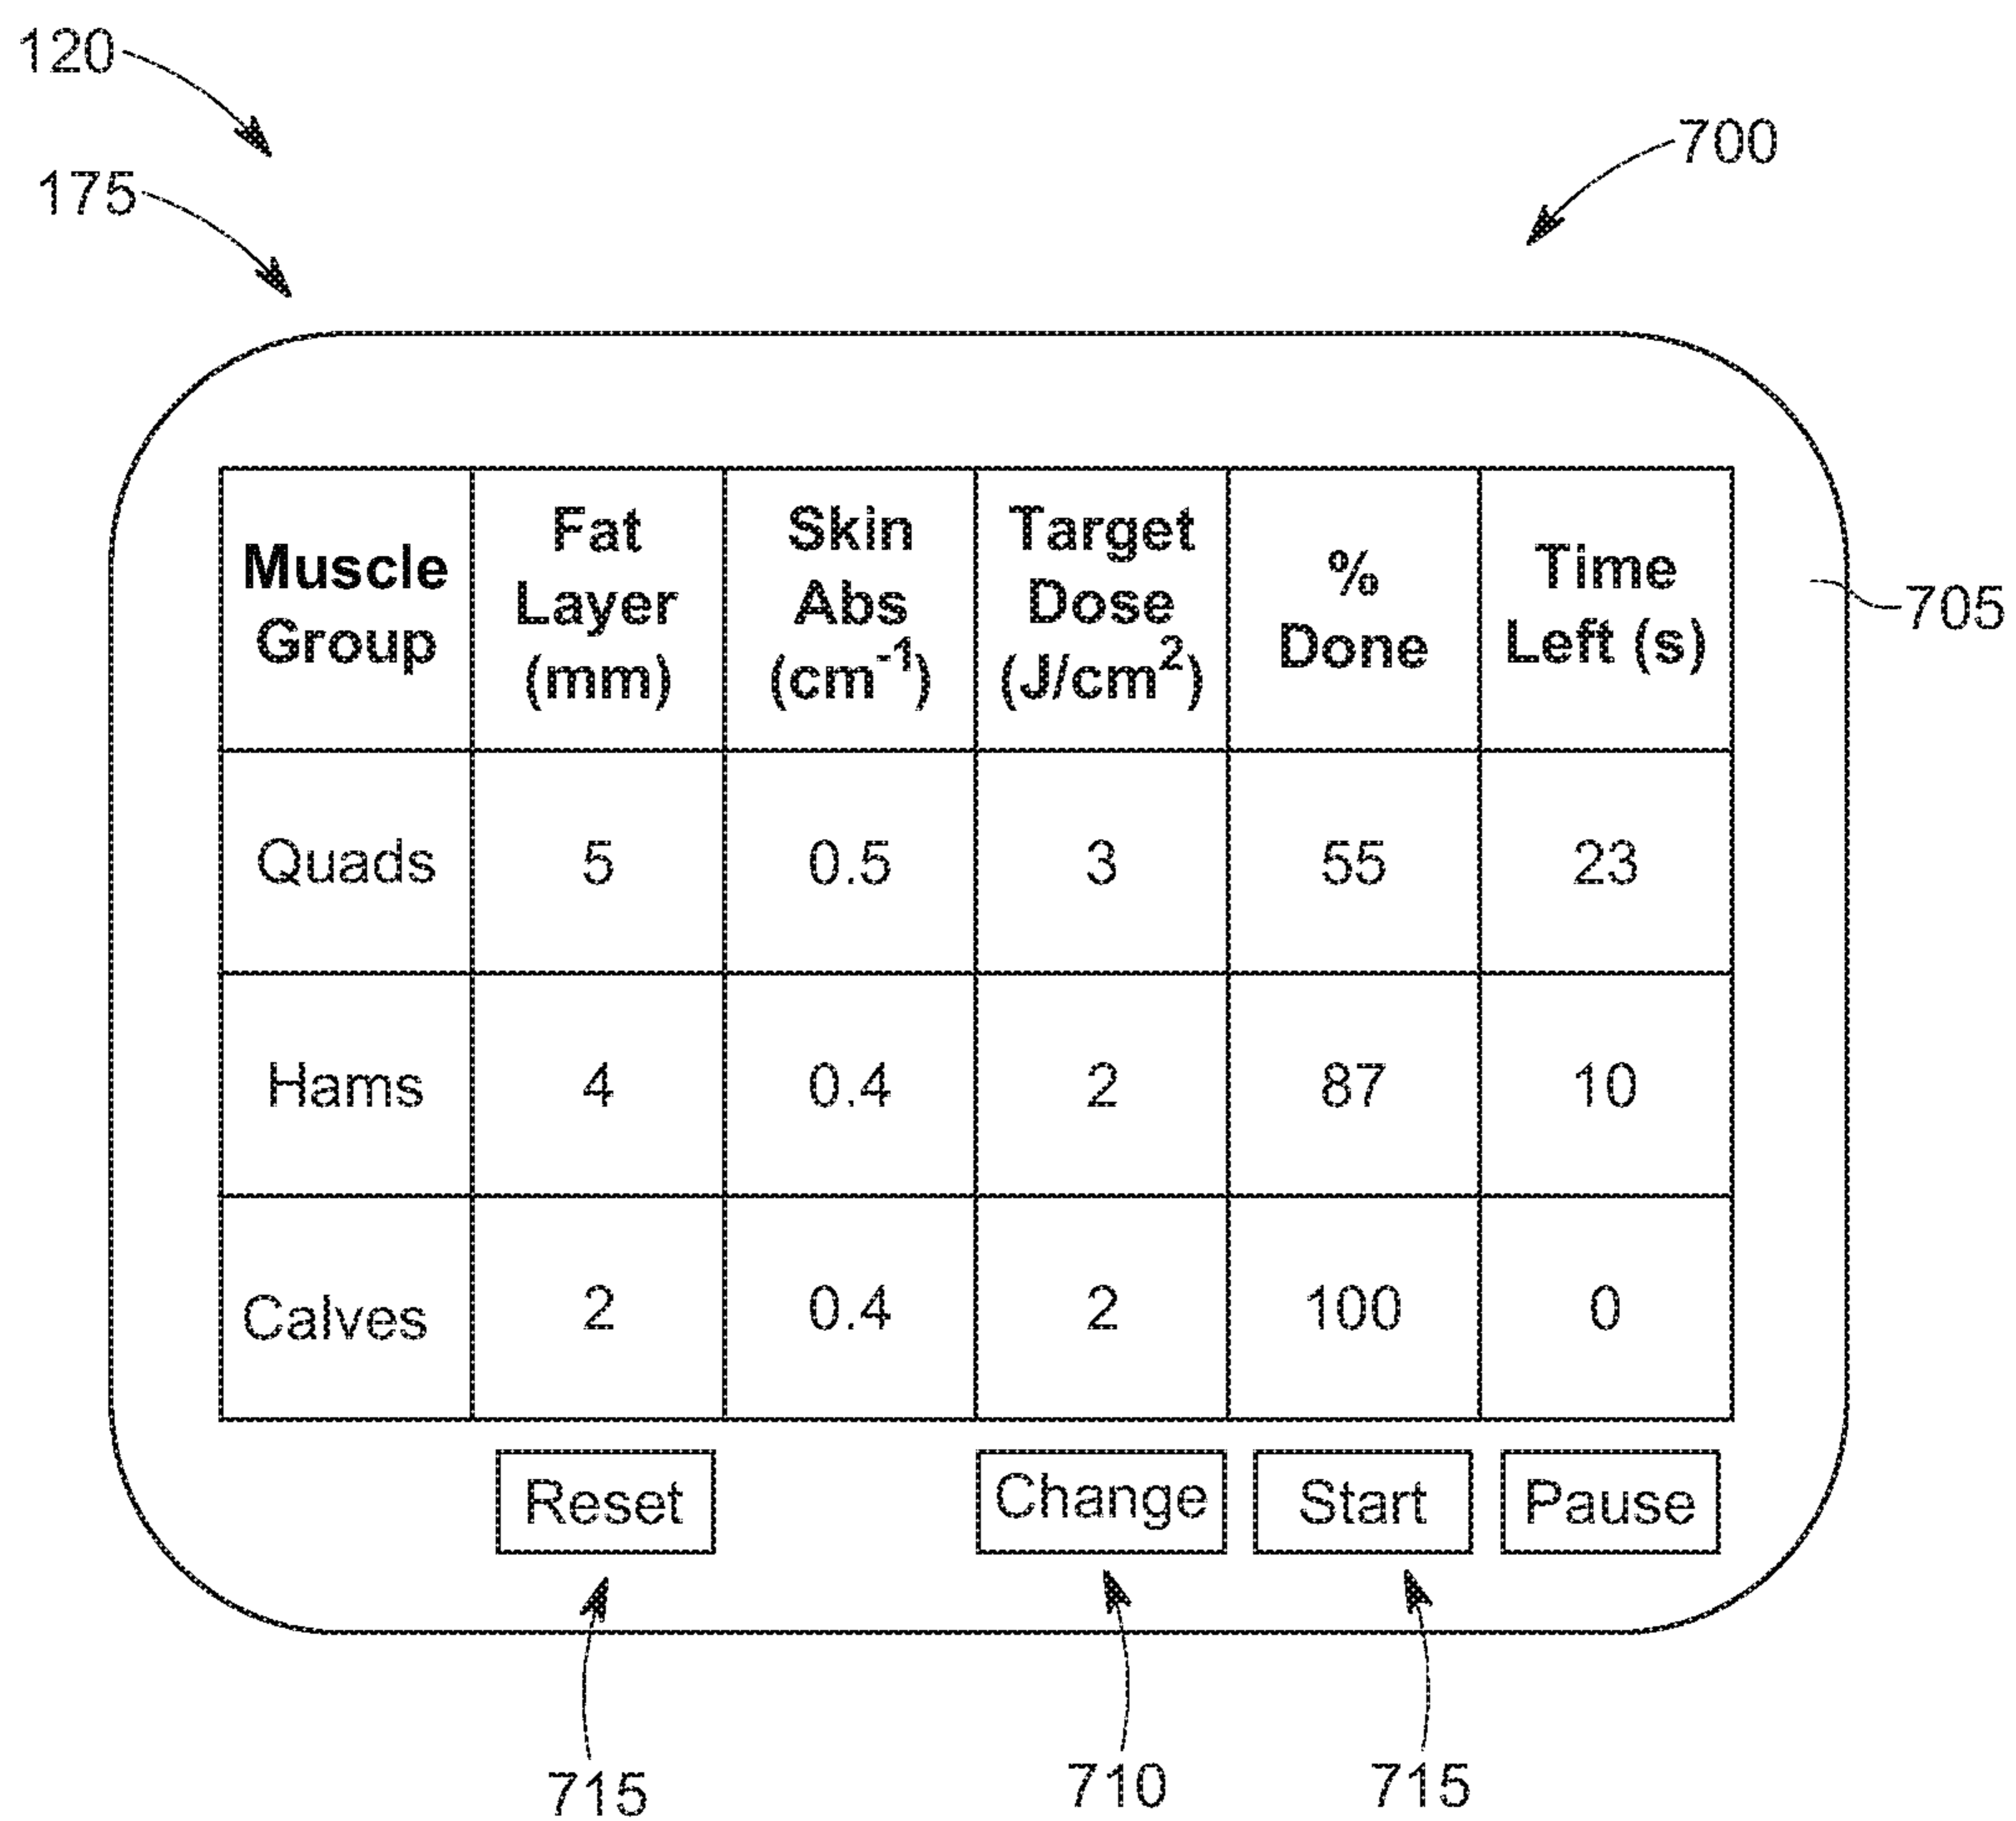 120
700
175
Muscle Group
Fat Layer (mm)
Skin Abs (cm⁻¹)
Target Dose (J/cm²)
% Done
Time Left (s)
705
Quads 5 0.5 3 55 23
Hams 4 0.4 2 87 10
Calves 2 0.4 2 100 0
Reset Change Start Pause
715 710 715